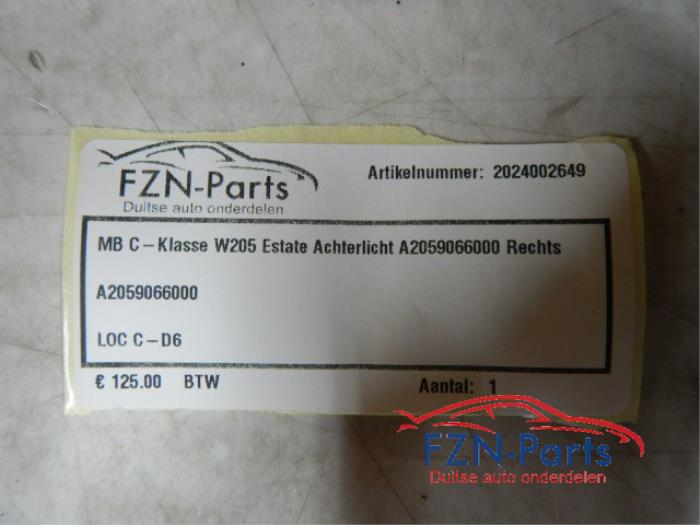 FZN-Parts
Duitse auto onderdelen
Artikelnummer: 2024002649
MB C-Klasse W205 Estate Achterlicht A2059066000 Rechts
A2059066000
LOC C-D6
€ 125.00 BTW
Aantal: 1
FZN-Parts
Duitse auto onderdelen